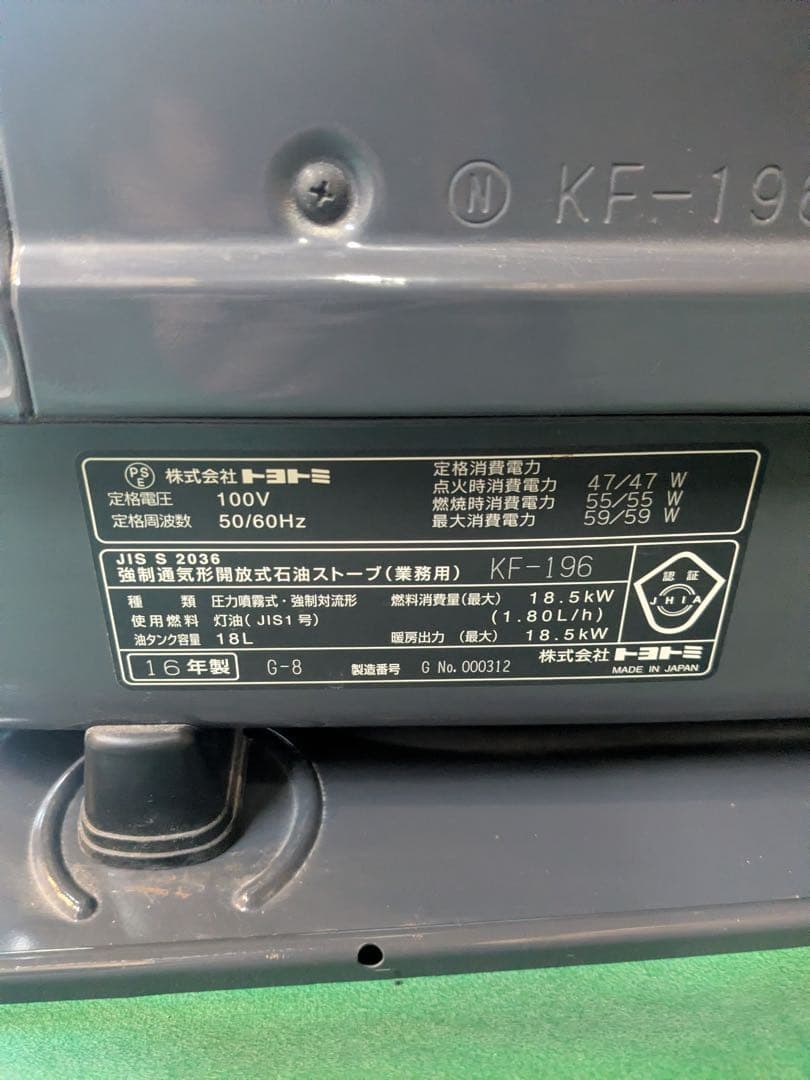 Ⓝ KF-196
PSE 株式会社 トヨトミ
定格電圧 100V
定格周波数 50/60Hz
定格消費電力
点火時消費電力 47/47 W
燃焼時消費電力 55/55 W
最大消費電力 59/59 W
JIS S 2036
強制通気形開放式石油ストーブ(業務用) KF-196
種類 圧力噴霧式・強制対流形
使用燃料 灯油(JIS1号)
油タンク容量 18L
燃料消費量(最大) 18.5kW
(1.80L/h)
暖房出力 (最大) 18.5kW
認証
JHIA
16年製 G-8 製造番号 G No.000312
株式会社 トヨトミ
MADE IN JAPAN